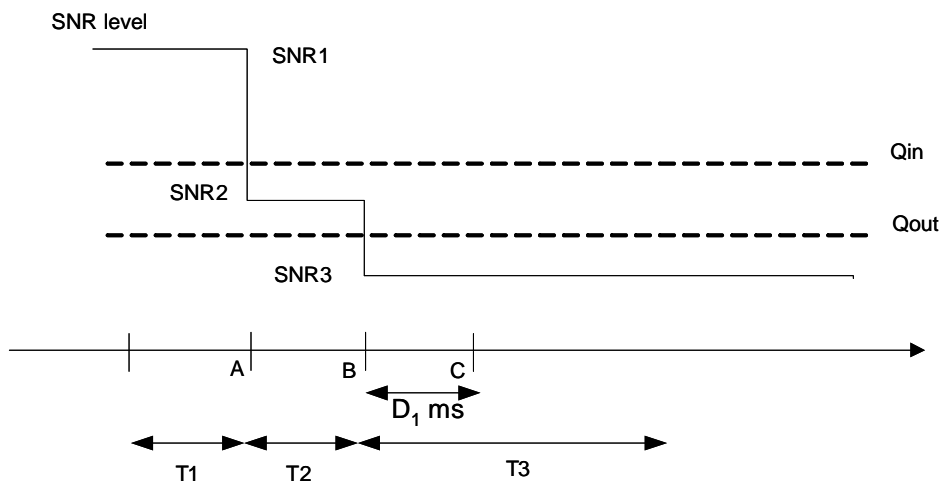 SNR level
SNR1
Qin
SNR2
Qout
SNR3
A
B
C
D₁ ms
T1
T2
T3